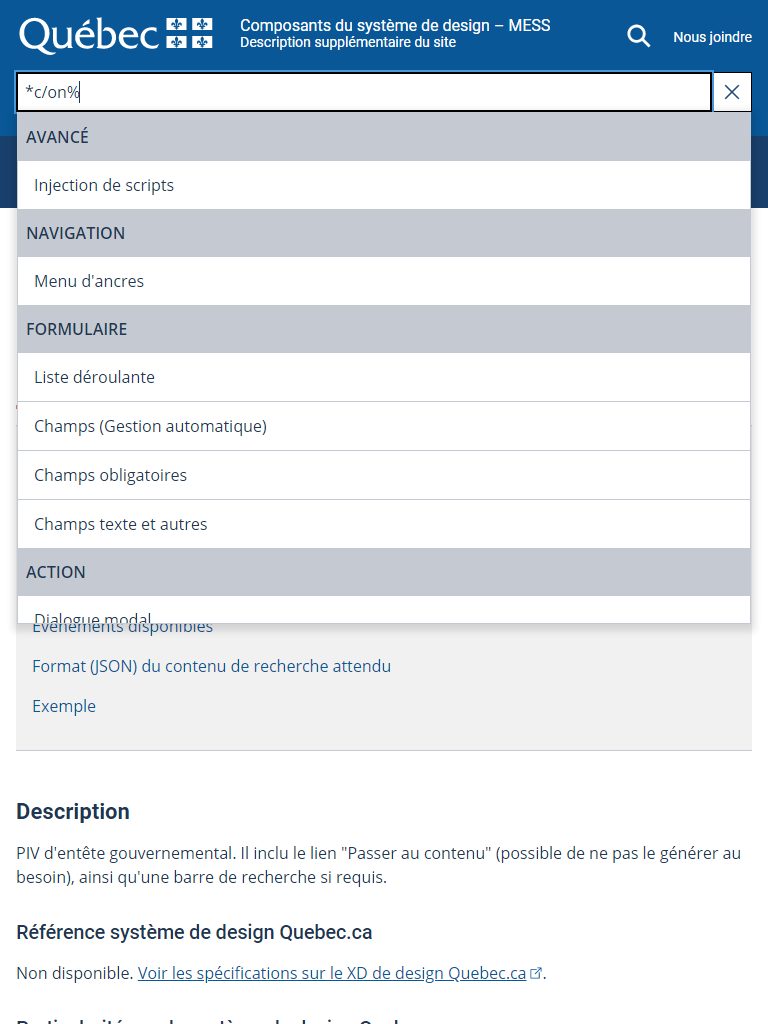 Québec
Composants du système de design – MESS
Description supplémentaire du site
Nous joindre
*c/on%
AVANCÉ
Injection de scripts
NAVIGATION
Menu d'ancres
FORMULAIRE
Liste déroulante
Champs (Gestion automatique)
Champs obligatoires
Champs texte et autres
ACTION
Dialogue modal
Événements disponibles
Format (JSON) du contenu de recherche attendu
Exemple
Description
PIV d'entête gouvernemental. Il inclu le lien "Passer au contenu" (possible de ne pas le générer au
besoin), ainsi qu'une barre de recherche si requis.
Référence système de design Quebec.ca
Non disponible. Voir les spécifications sur le XD de design Quebec.ca.